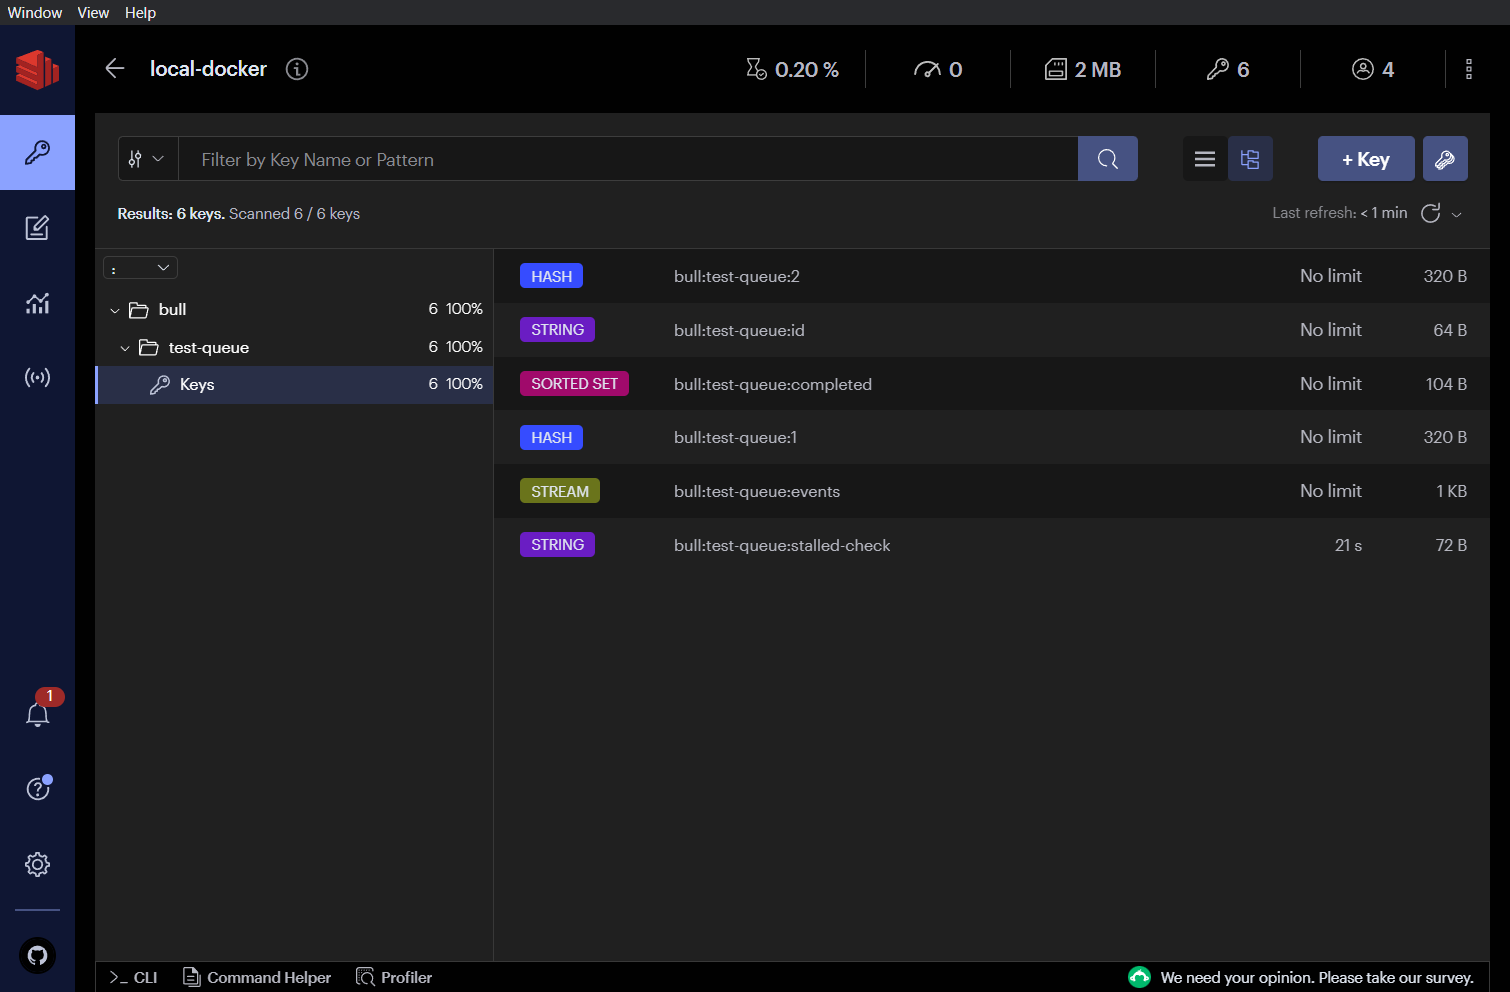 Window View Help
local-docker
0.20 % 0 2 MB 6 4
Filter by Key Name or Pattern
+ Key
Results: 6 keys. Scanned 6 / 6 keys
Last refresh: < 1 min
:
bull 6 100%
test-queue 6 100%
Keys 6 100%
HASH bull:test-queue:2 No limit 320 B
STRING bull:test-queue:id No limit 64 B
SORTED SET bull:test-queue:completed No limit 104 B
HASH bull:test-queue:1 No limit 320 B
STREAM bull:test-queue:events No limit 1 KB
STRING bull:test-queue:stalled-check 21 s 72 B
1
>_ CLI Command Helper Profiler
We need your opinion. Please take our survey.